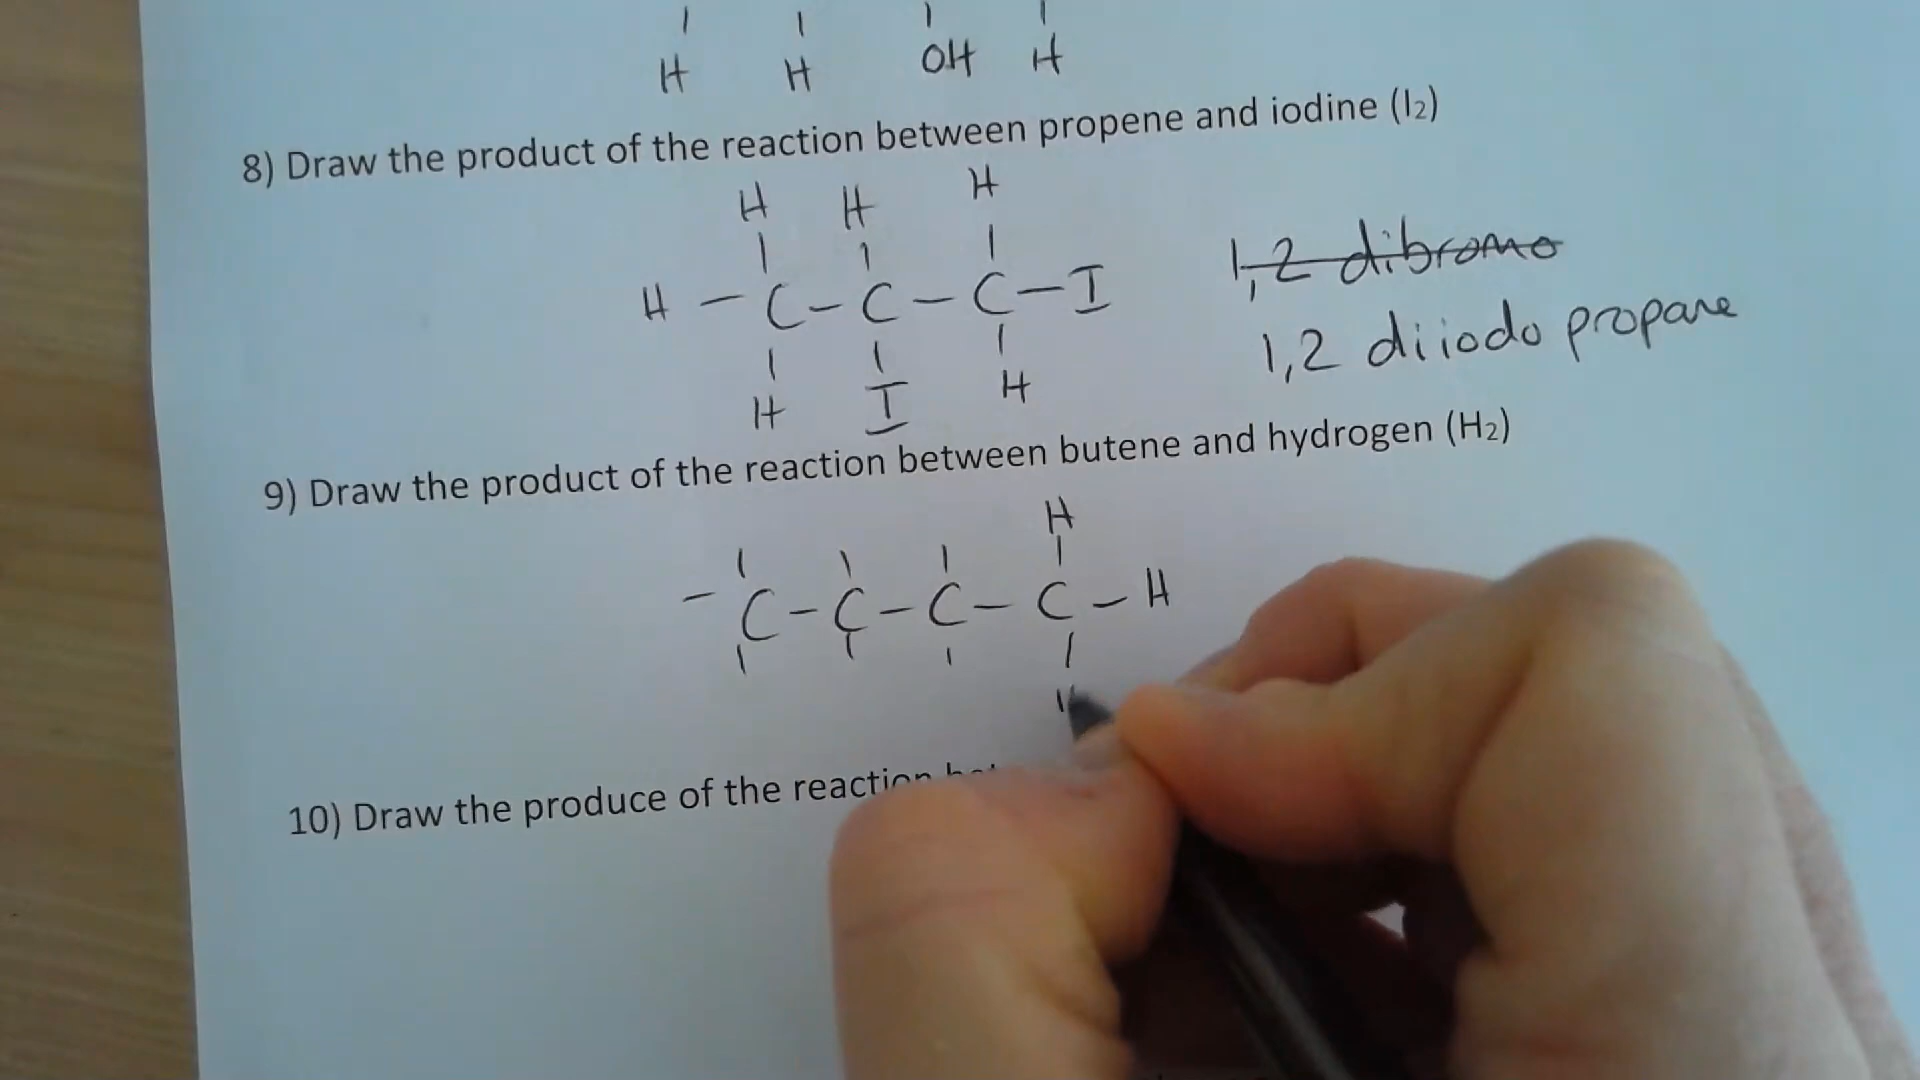 H H OH H
8) Draw the product of the reaction between propene and iodine (I₂)
H H H
H – C – C – C – I
H I H
1,2 dibromo
1,2 diiodo propane
9) Draw the product of the reaction between butene and hydrogen (H₂)
H
– C – C – C – C – H
10) Draw the produce of the reaction